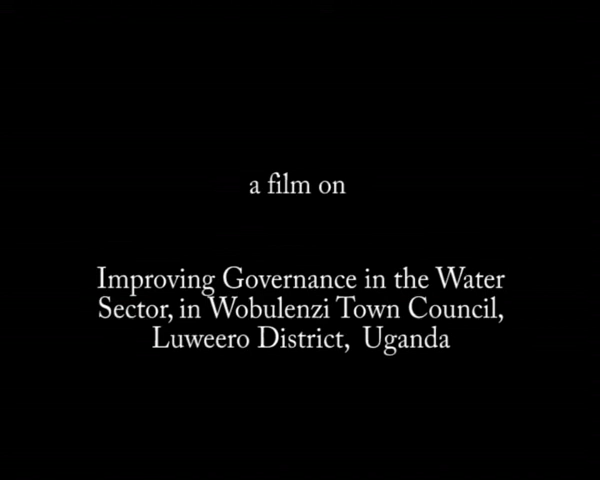 a film on
Improving Governance in the Water
Sector, in Wobulenzi Town Council,
Luweero District, Uganda